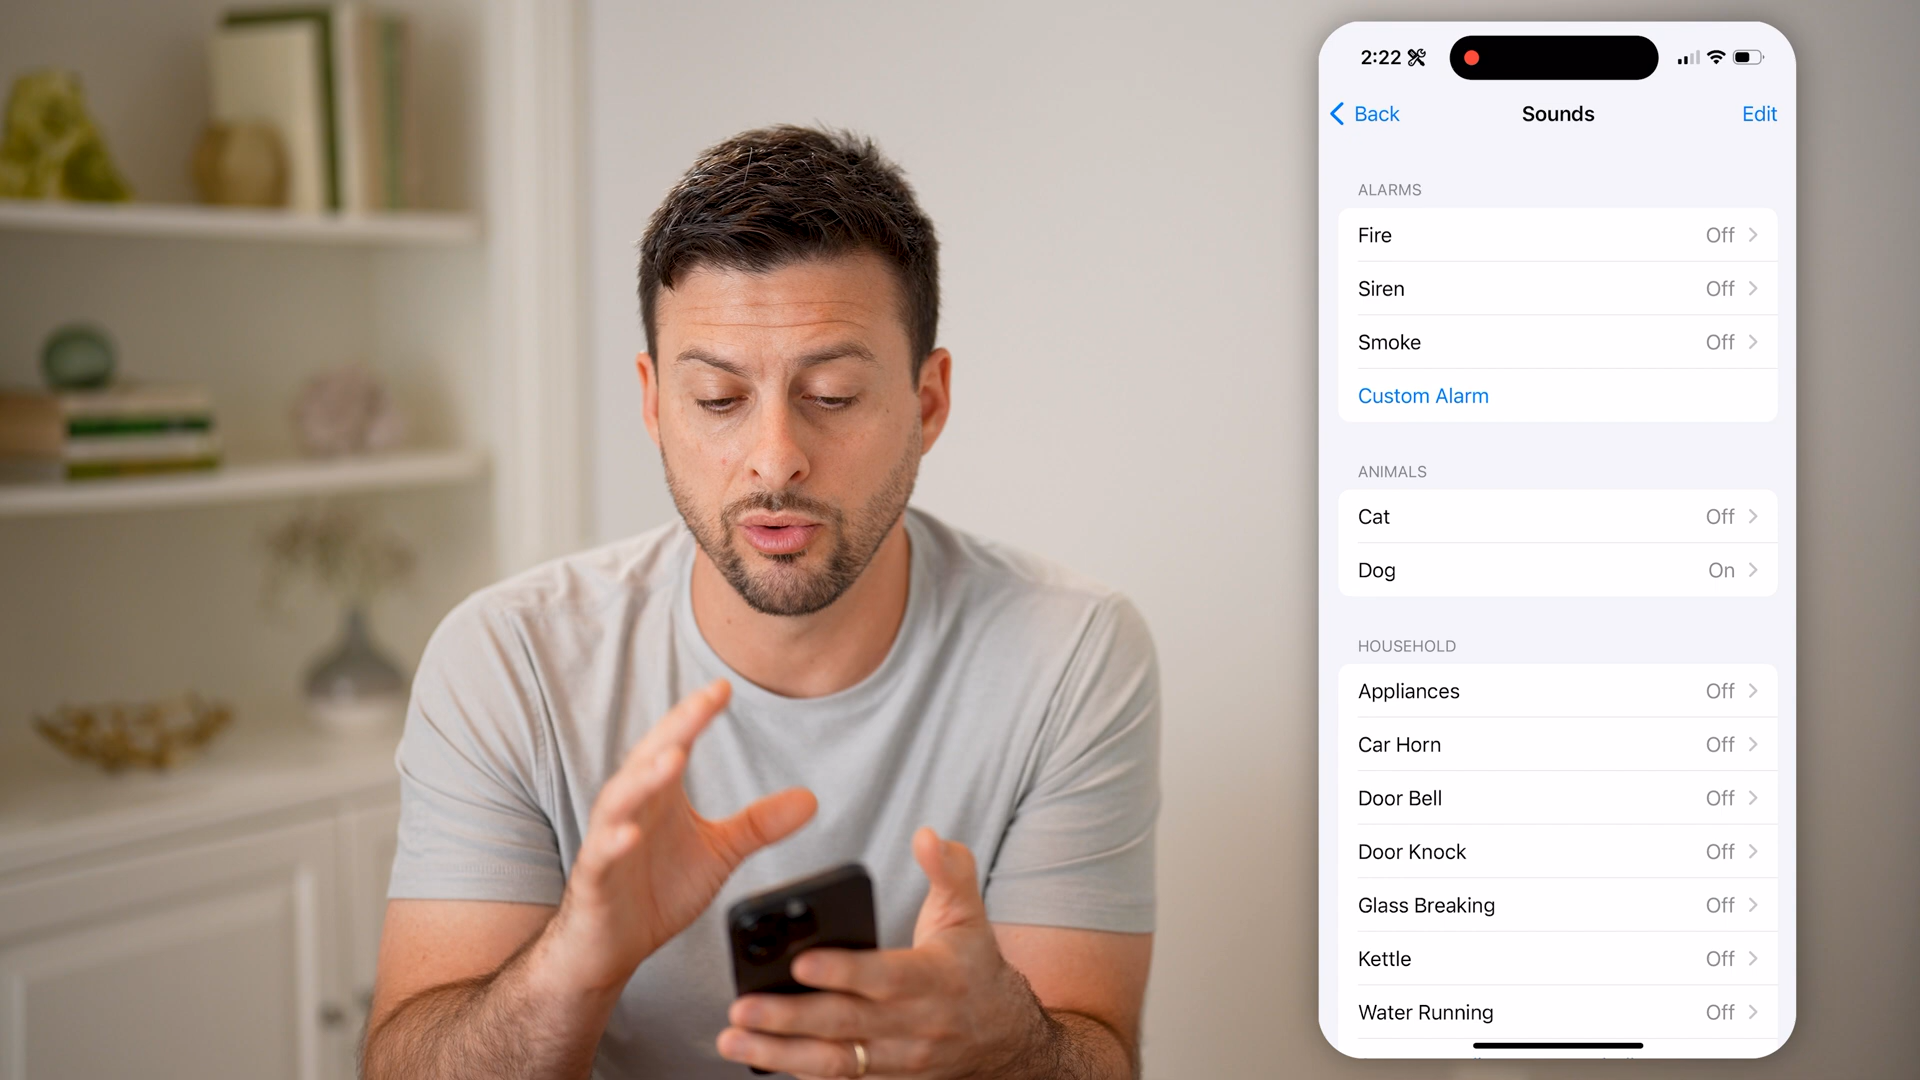 2:22
Back
Sounds
Edit
ALARMS
Fire
Off
Siren
Off
Smoke
Off
Custom Alarm
ANIMALS
Cat
Off
Dog
On
HOUSEHOLD
Appliances
Off
Car Horn
Off
Door Bell
Off
Door Knock
Off
Glass Breaking
Off
Kettle
Off
Water Running
Off